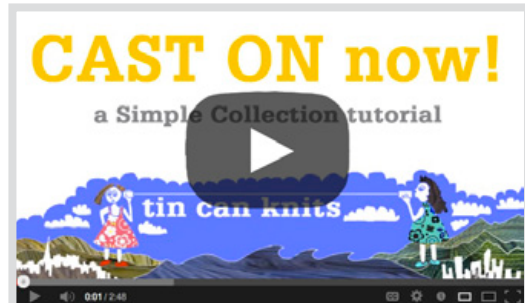 CAST ON now!
a Simple Collection tutorial
tin can knits
0:01 / 2:48